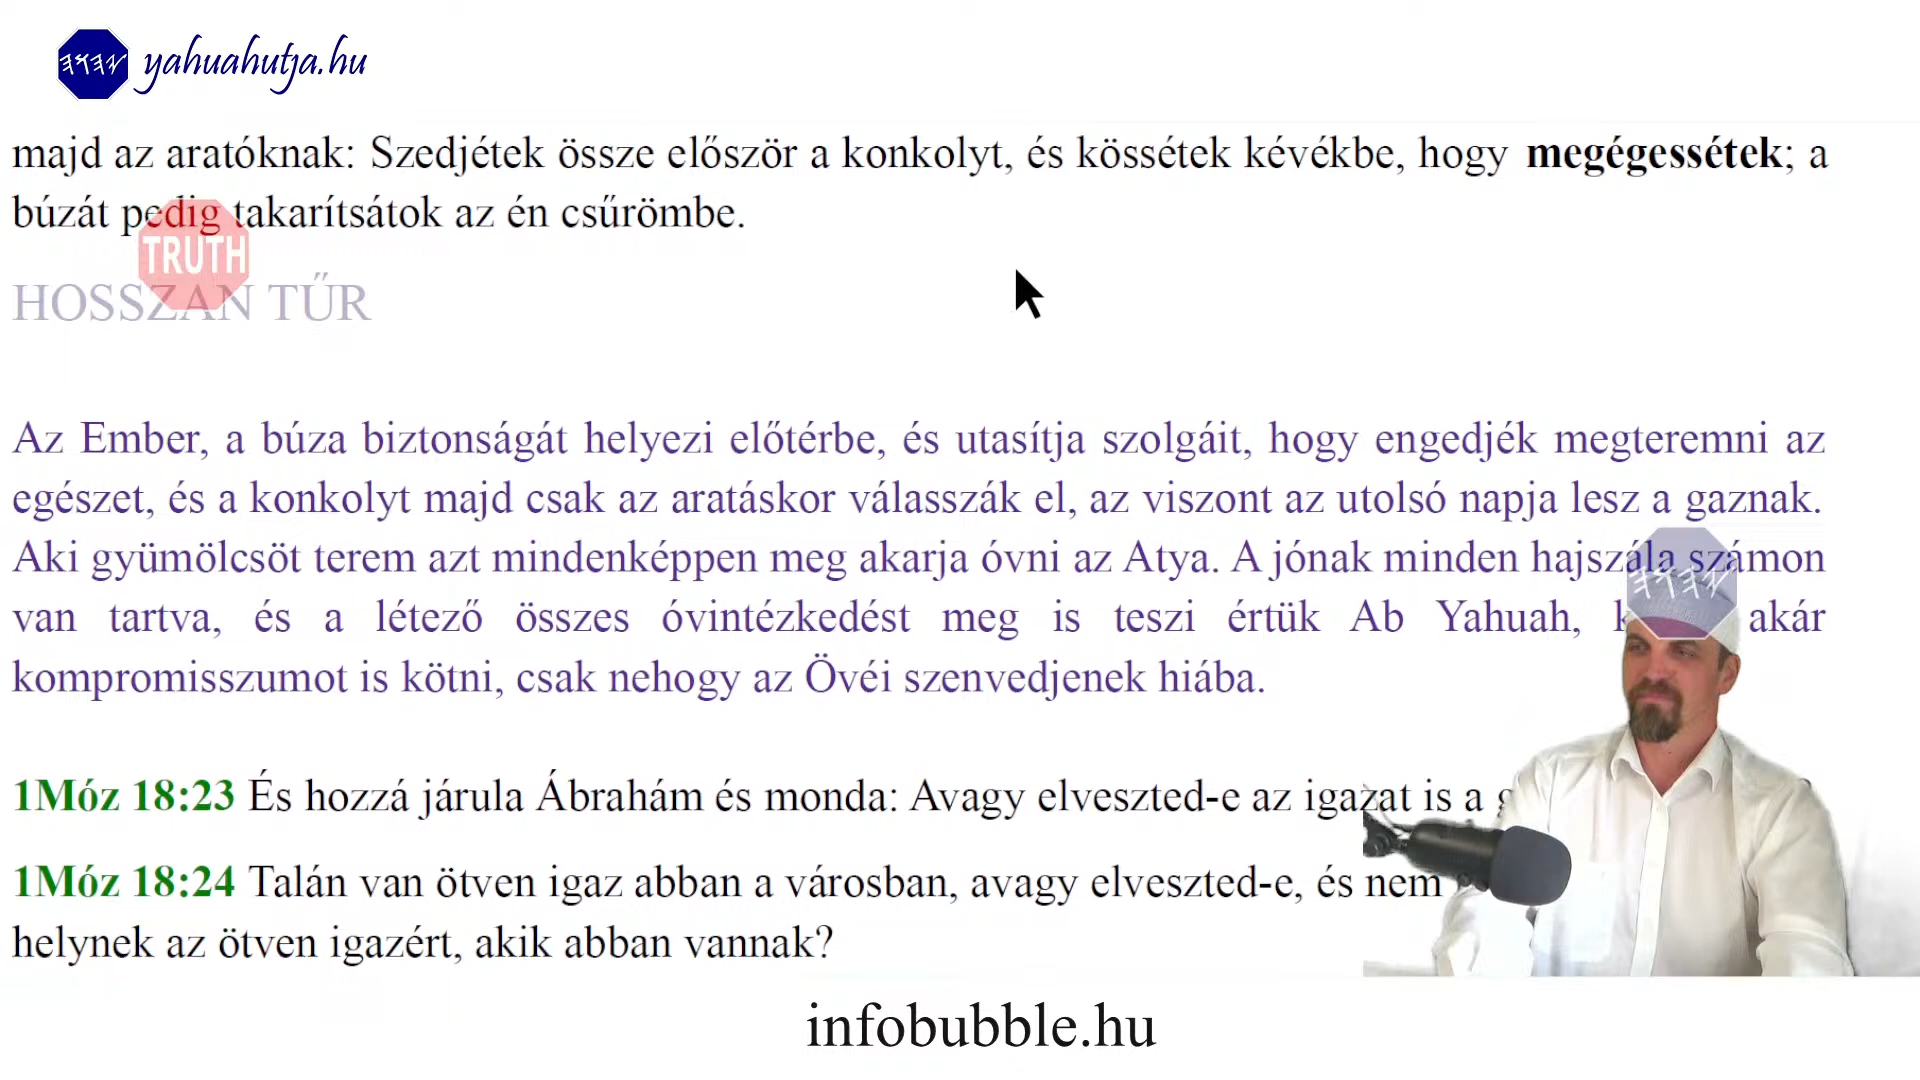 yahuahutja.hu
majd az aratóknak: Szedjétek össze először a konkolyt, és kössétek kévékbe, hogy megégessétek; a
búzát pedig takarítsátok az én csűrömbe.
TRUTH
HOSSZAN TŰR
Az Ember, a búza biztonságát helyezi előtérbe, és utasítja szolgáit, hogy engedjék megteremni az
egészet, és a konkolyt majd csak az aratáskor válasszák el, az viszont az utolsó napja lesz a gaznak.
Aki gyümölcsöt terem azt mindenképpen meg akarja óvni az Atya. A jónak minden hajszála számon
van tartva, és a létező összes óvintézkedést meg is teszi értük Ab Yahuah, akár
kompromisszumot is kötni, csak nehogy az Övéi szenvedjenek hiába.
1Móz 18:23 És hozzá járula Ábrahám és monda: Avagy elveszted-e az igazat is a
1Móz 18:24 Talán van ötven igaz abban a városban, avagy elveszted-e, és nem
helynek az ötven igazért, akik abban vannak?
infobubble.hu